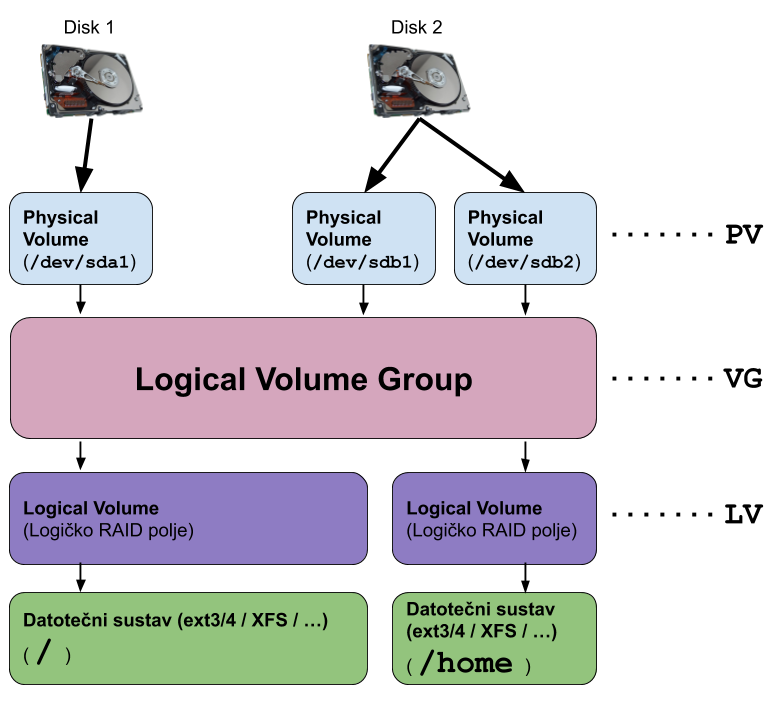 Disk 1
Disk 2
Physical
Volume
(/dev/sda1)
Physical
Volume
(/dev/sdb1)
Physical
Volume
(/dev/sdb2)
....... PV
Logical Volume Group
....... VG
Logical Volume
(Logičko RAID polje)
Logical Volume
(Logičko RAID polje)
....... LV
Datotečni sustav (ext3/4 / XFS / …)
( / )
Datotečni sustav
(ext3/4 / XFS / …)
( /home )